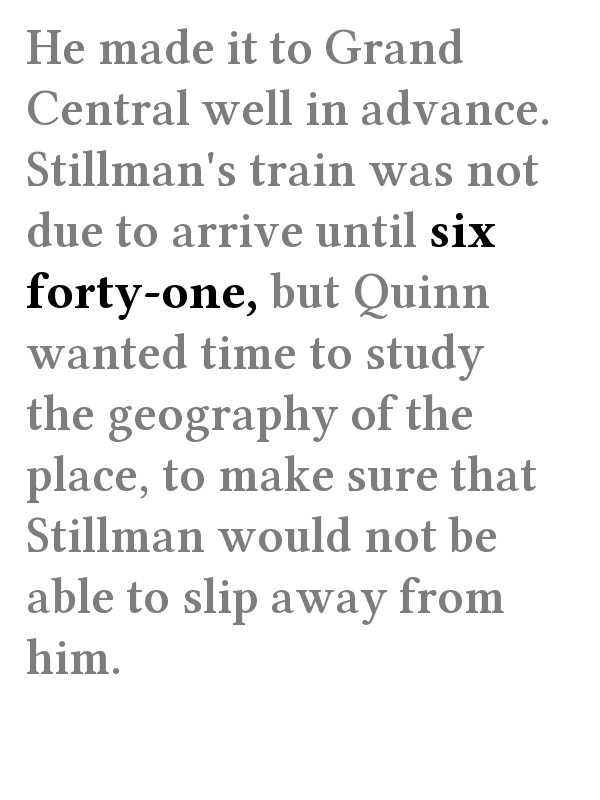 He made it to Grand
Central well in advance.
Stillman's train was not
due to arrive until six
forty-one, but Quinn
wanted time to study
the geography of the
place, to make sure that
Stillman would not be
able to slip away from
him.